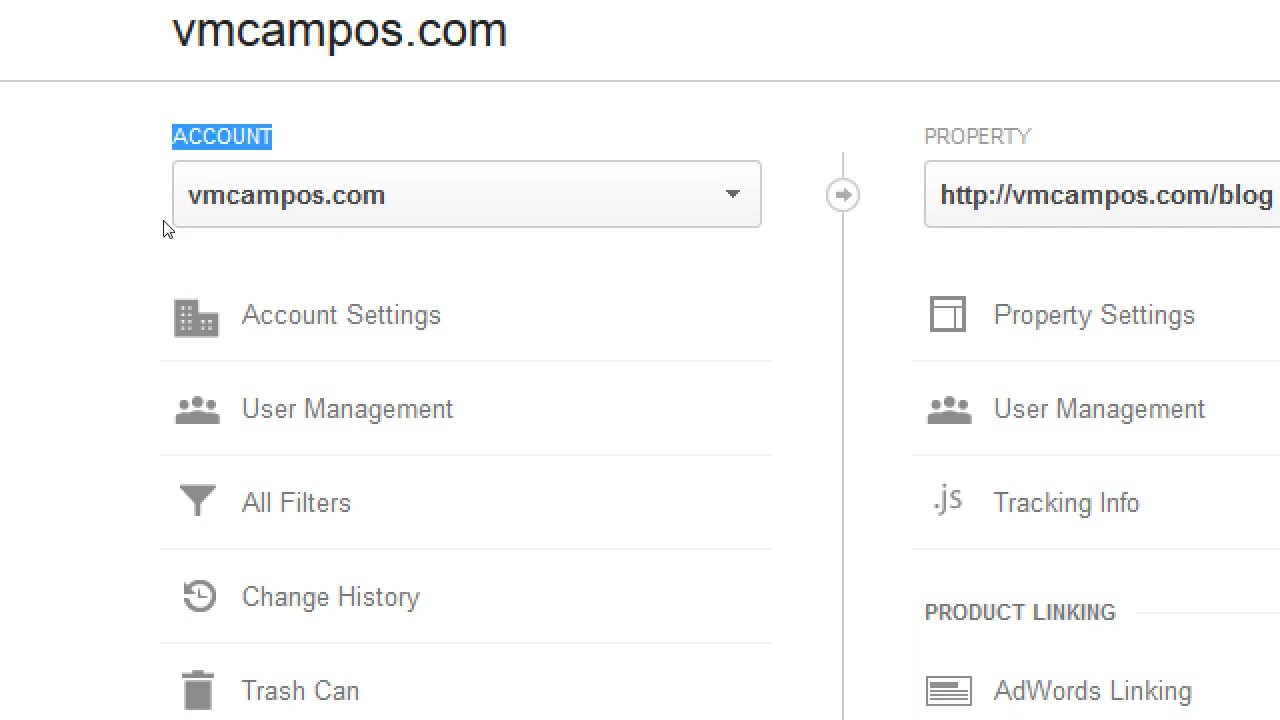 vmcampos.com
ACCOUNT
vmcampos.com
Account Settings
User Management
All Filters
Change History
Trash Can
PROPERTY
http://vmcampos.com/blog
Property Settings
User Management
.js Tracking Info
PRODUCT LINKING
AdWords Linking